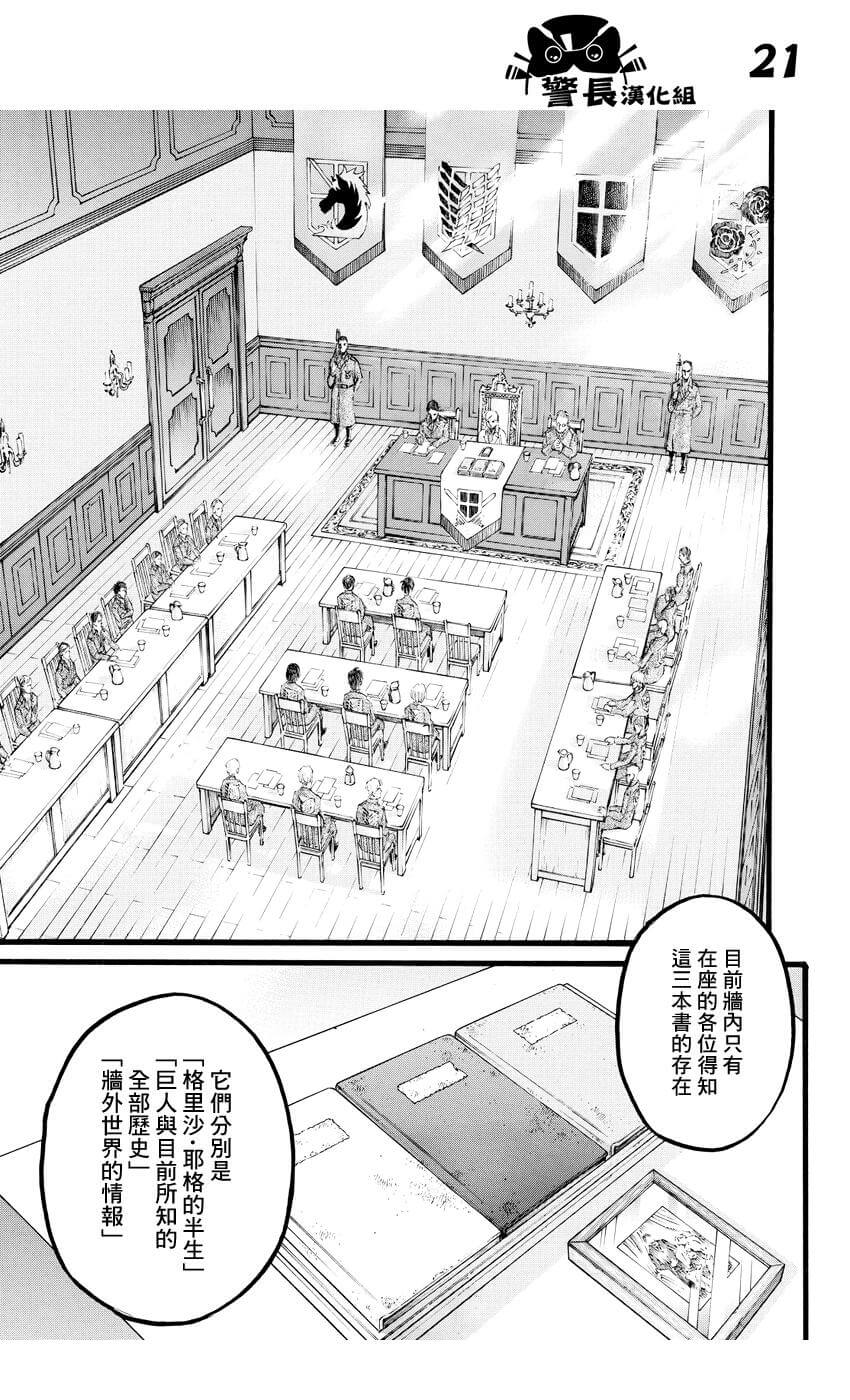 警長漢化組
21
目前牆內只有
在座的各位得知
這三本書的存在
它們分別是
「格里沙·耶格的半生」
「巨人與目前所知的
全部歷史」
「牆外世界的情報」